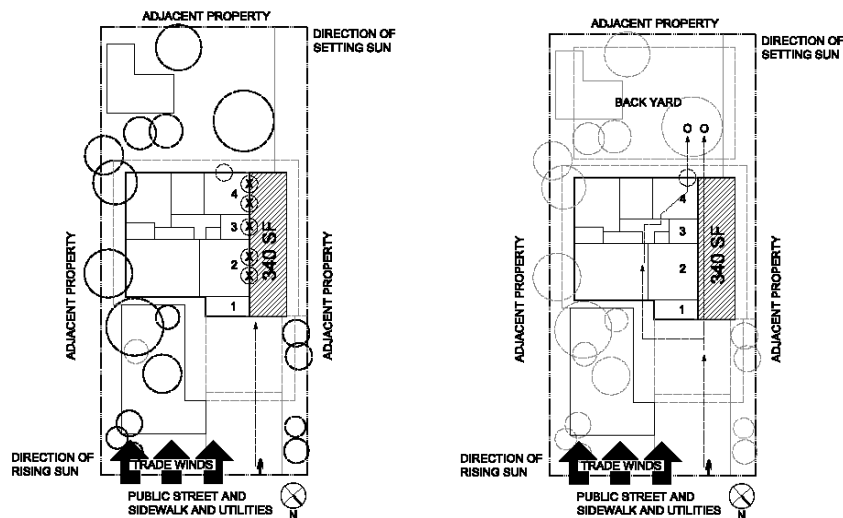 ADJACENT PROPERTY
DIRECTION OF
SETTING SUN
ADJACENT PROPERTY
ADJACENT PROPERTY
4
3
2
1
340 SF
X
X
X
X
X
DIRECTION OF
RISING SUN
TRADE WINDS
PUBLIC STREET AND
SIDEWALK AND UTILITIES
N
ADJACENT PROPERTY
DIRECTION OF
SETTING SUN
BACK YARD
ADJACENT PROPERTY
ADJACENT PROPERTY
4
3
2
1
340 SF
DIRECTION OF
RISING SUN
TRADE WINDS
PUBLIC STREET AND
SIDEWALK AND UTILITIES
N